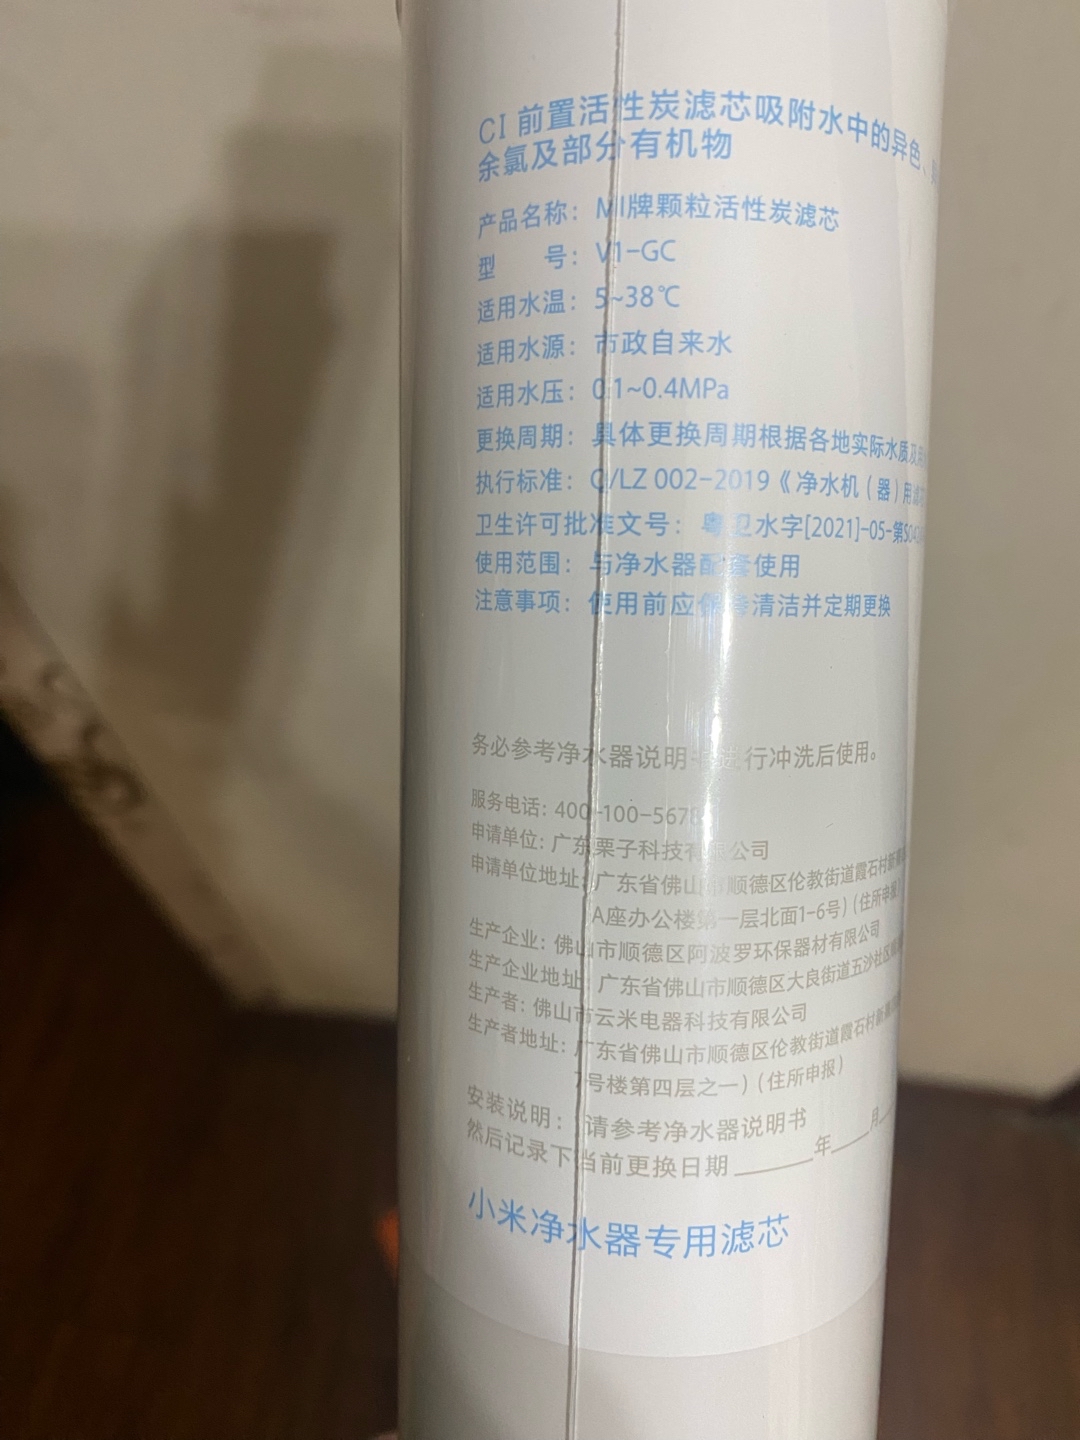 CI 前置活性炭滤芯吸附水中的异色、
余氯及部分有机物
产品名称：MI牌颗粒活性炭滤芯
型 号：V1-GC
适用水温：5~38℃
适用水源：市政自来水
适用水压：0.1~0.4MPa
更换周期：具体更换周期根据各地实际水质及
执行标准：Q/LZ 002-2019《净水机（器）用滤
卫生许可批准文号：粤卫水字[2021]-05-第S04
使用范围：与净水器配套使用
注意事项：使用前应保持清洁并定期更换
务必参考净水器说明书进行冲洗后使用。
服务电话：400-100-5678
申请单位：广东栗子科技有限公司
申请单位地址：广东省佛山市顺德区伦教街道霞石村新
A座办公楼第一层北面1-6号）（住所申报）
生产企业：佛山市顺德区阿波罗环保器材有限公司
生产企业地址：广东省佛山市顺德区大良街道五沙社区
生产者：佛山市云米电器科技有限公司
生产者地址：广东省佛山市顺德区伦教街道霞石村新
7号楼第四层之一）（住所申报）
安装说明：请参考净水器说明书
然后记录下当前更换日期______年____月
小米净水器专用滤芯